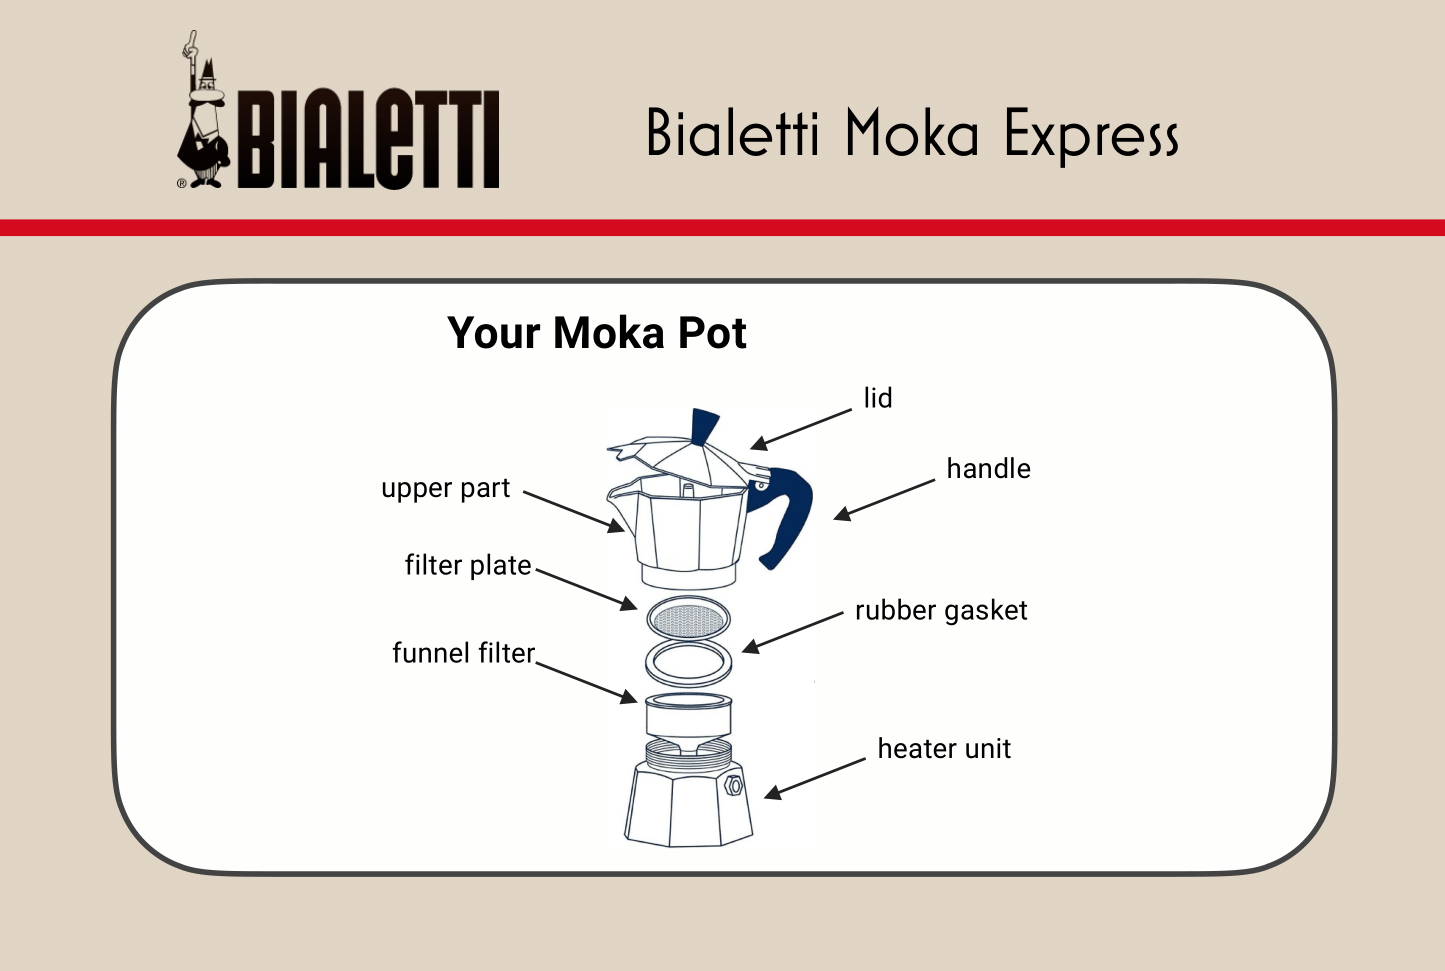 BIALETTI
®
Bialetti Moka Express
Your Moka Pot
lid
handle
upper part
filter plate
rubber gasket
funnel filter
heater unit